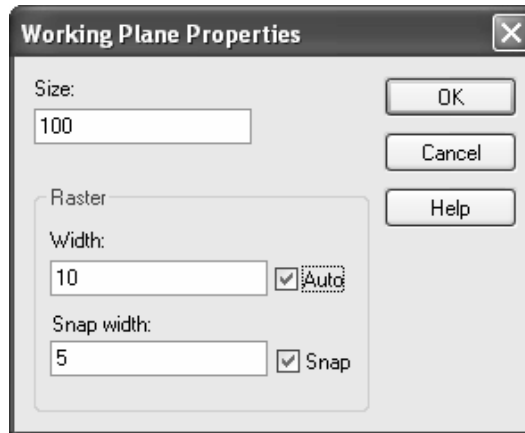 Working Plane Properties
Size:
100
OK
Cancel
Help
Raster
Width:
10
Auto
Snap width:
5
Snap